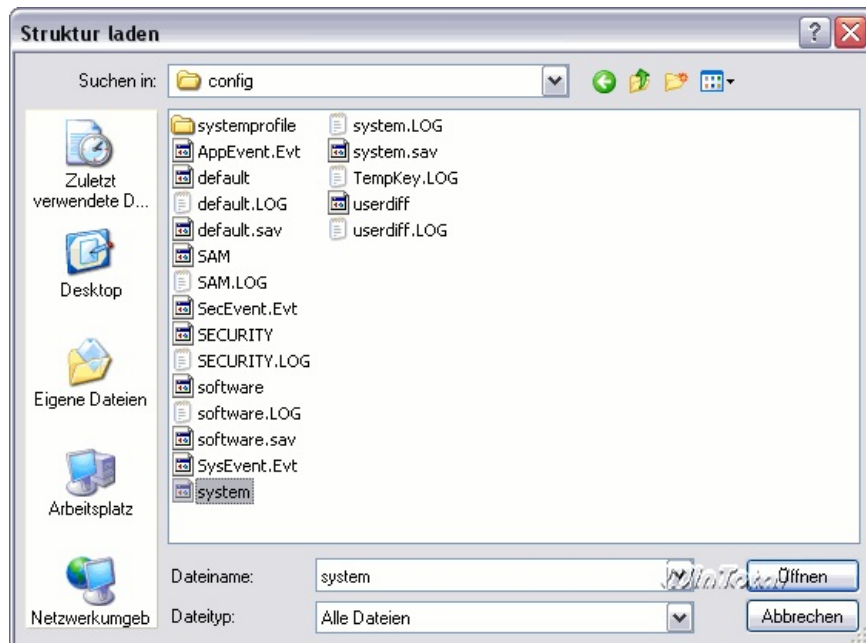 Struktur laden
Suchen in:
config
Zuletzt
verwendete D...
Desktop
Eigene Dateien
Arbeitsplatz
Netzwerkumgeb
systemprofile
AppEvent.Evt
default
default.LOG
default.sav
SAM
SAM.LOG
SecEvent.Evt
SECURITY
SECURITY.LOG
software
software.LOG
software.sav
SysEvent.Evt
system
system.LOG
system.sav
TempKey.LOG
userdiff
userdiff.LOG
Dateiname:
system
Öffnen
Dateityp:
Alle Dateien
Abbrechen